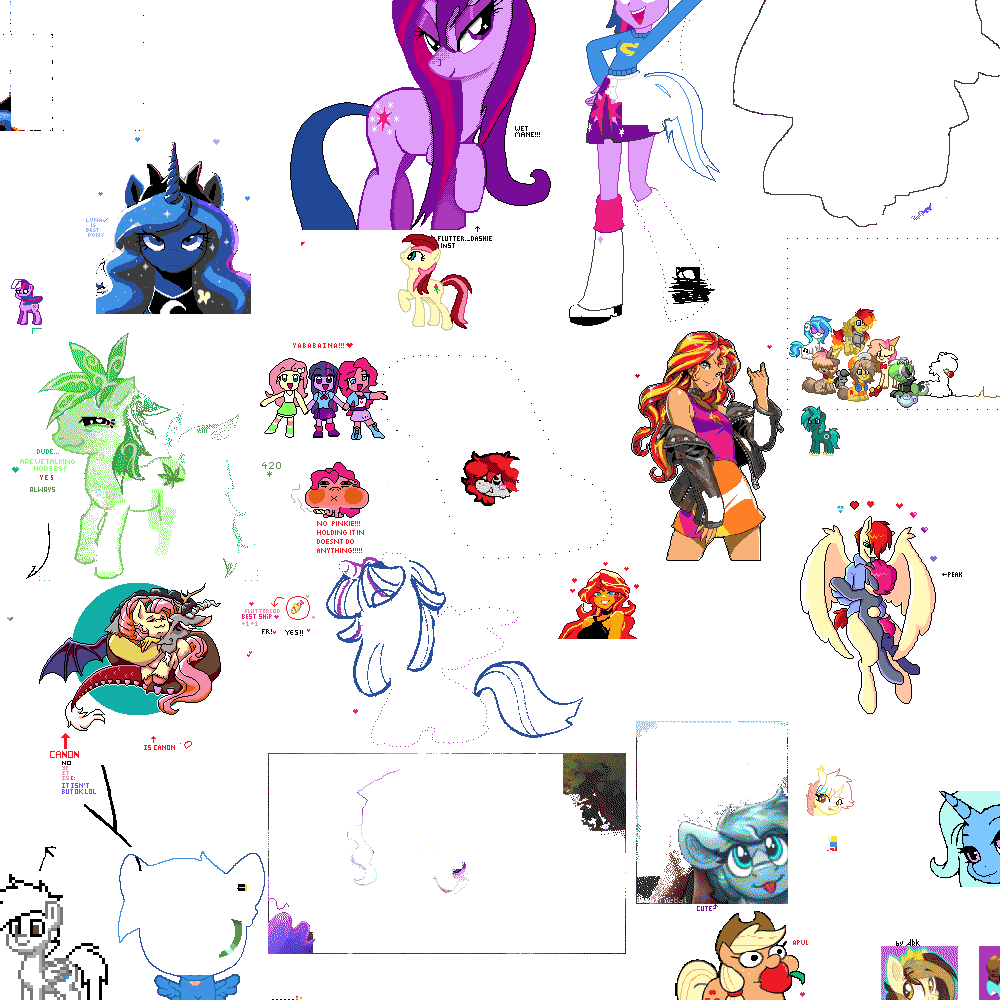 WET
MANE!!!
LUNA
IS
BEST
PONY
FLUTTER...DASHIE
INST
YABABAINA!!!
DUDE...
ARE WE TALKING
HORSES?
YES
ALWAYS
420
NO PINKIE!!!
HOLDING IT IN
DOESNT DO
ANYTHING!!!!!
←PEAK
BEST SHIP
+1+1
FR!
YES!!
CANON
NO
IT
IS CANON
IT ISN'T
BUT OK LOL
CUTE
APUL
by .dbk